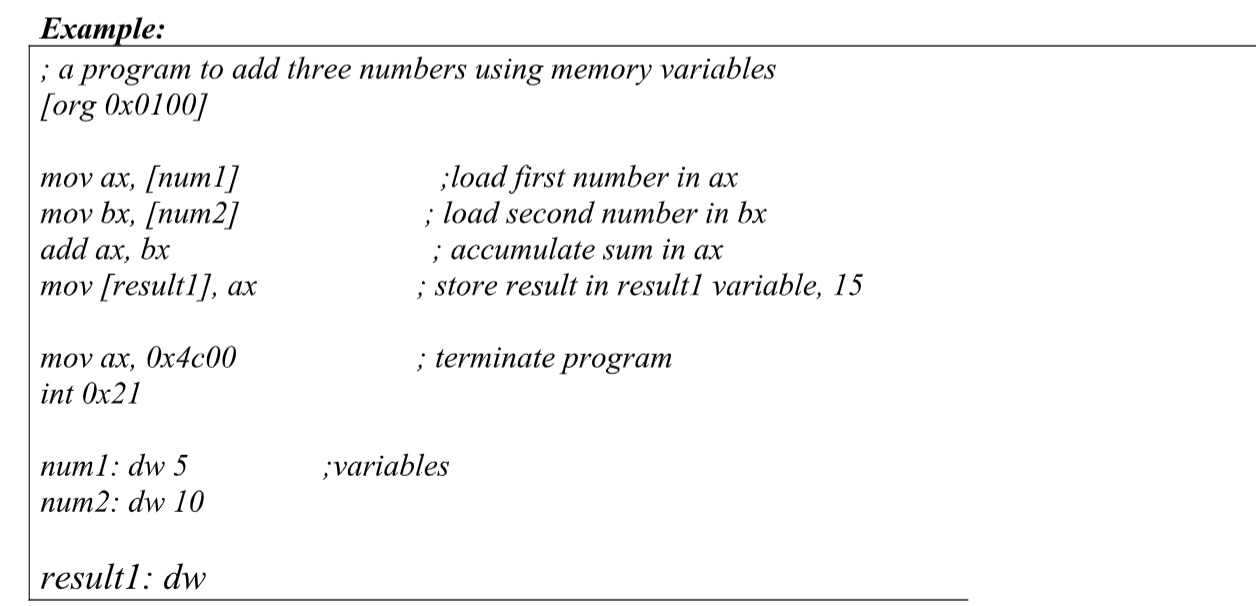 Example:
; a program to add three numbers using memory variables
[org 0x0100]
mov ax, [num1] ;load first number in ax
mov bx, [num2] ; load second number in bx
add ax, bx ; accumulate sum in ax
mov [result1], ax ; store result in result1 variable, 15
mov ax, 0x4c00 ; terminate program
int 0x21
num1: dw 5 ;variables
num2: dw 10
result1: dw